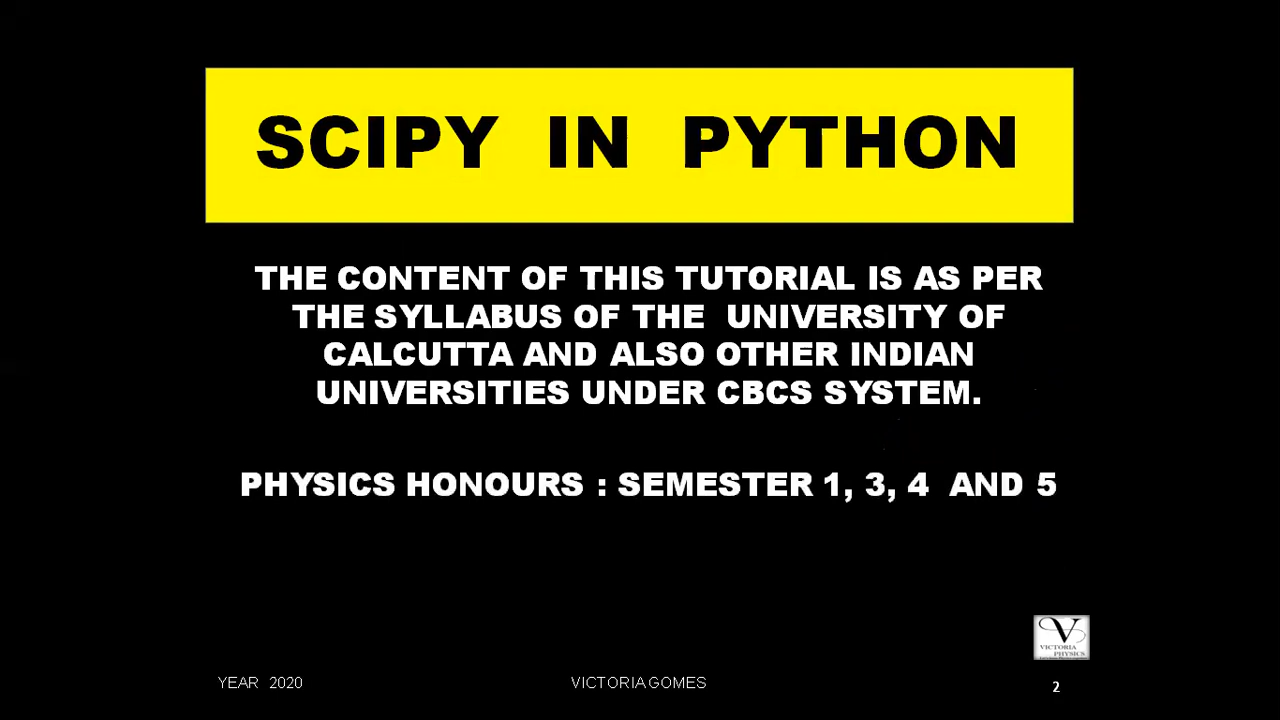 SCIPY IN PYTHON
THE CONTENT OF THIS TUTORIAL IS AS PER
THE SYLLABUS OF THE UNIVERSITY OF
CALCUTTA AND ALSO OTHER INDIAN
UNIVERSITIES UNDER CBCS SYSTEM.
PHYSICS HONOURS : SEMESTER 1, 3, 4 AND 5
V
VICTORIA
PHYSICS
YEAR 2020
VICTORIA GOMES
2